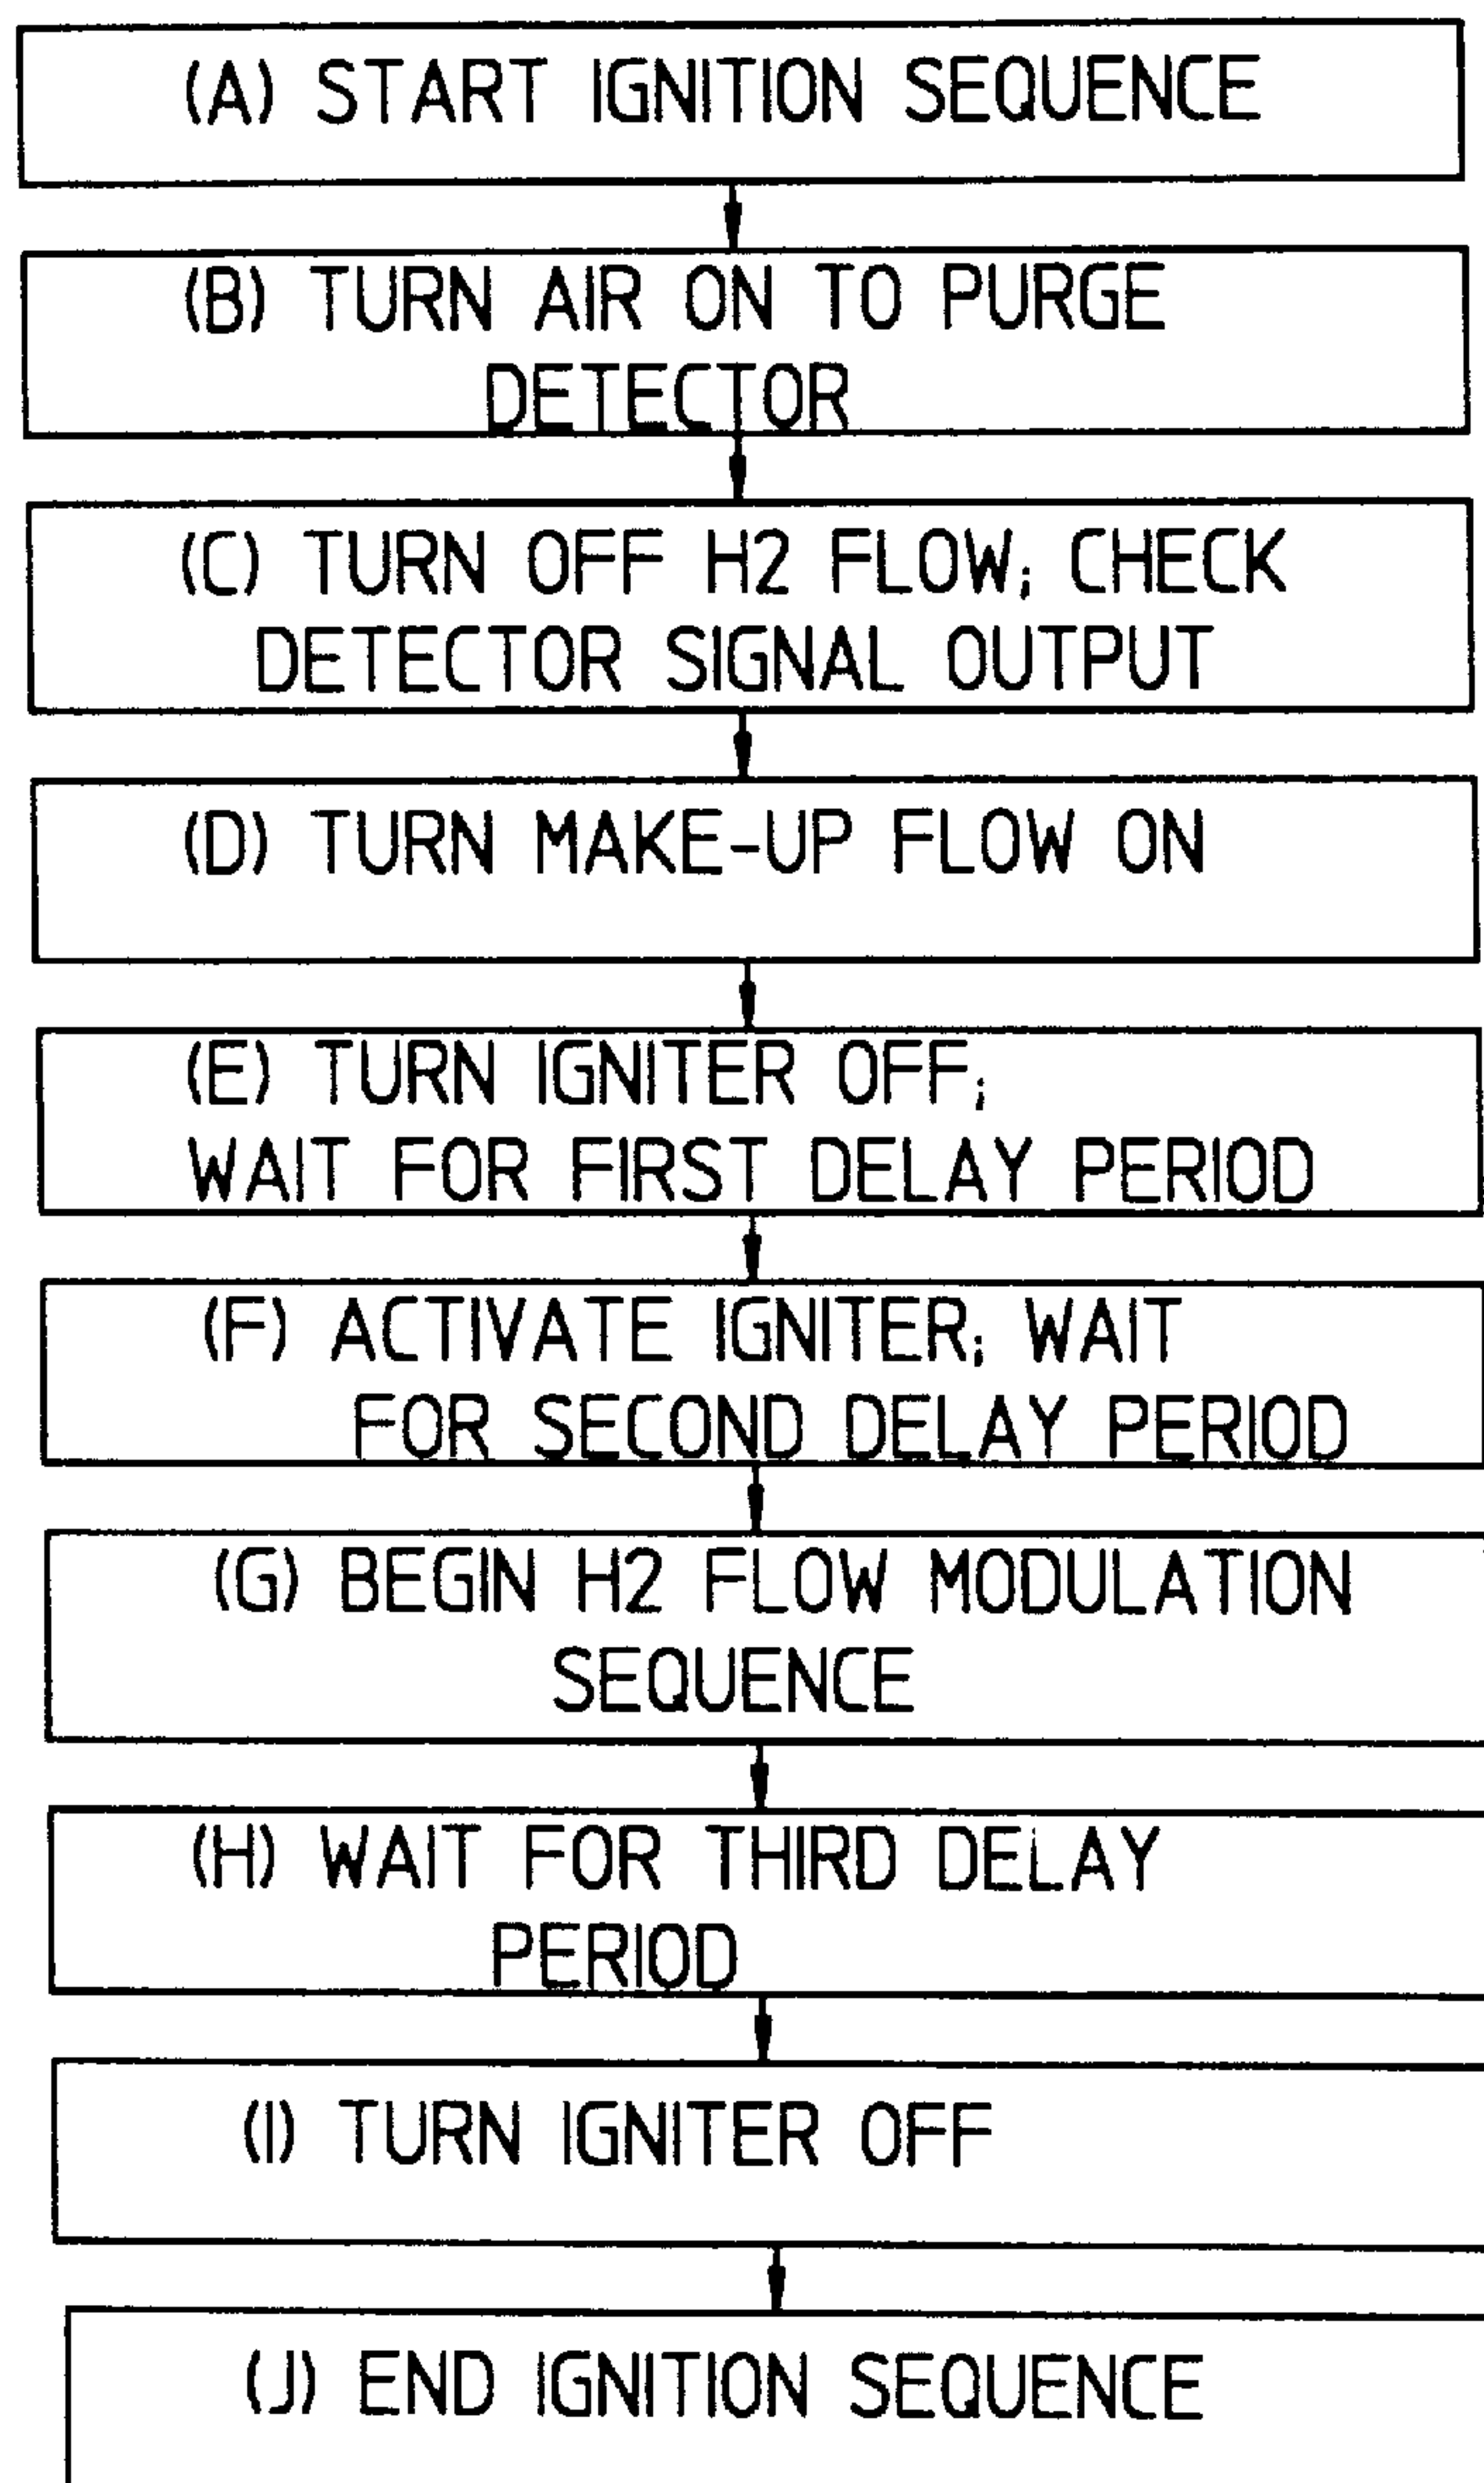 (A) START IGNITION SEQUENCE
(B) TURN AIR ON TO PURGE
DETECTOR
(C) TURN OFF H2 FLOW; CHECK
DETECTOR SIGNAL OUTPUT
(D) TURN MAKE-UP FLOW ON
(E) TURN IGNITER OFF;
WAIT FOR FIRST DELAY PERIOD
(F) ACTIVATE IGNITER; WAIT
FOR SECOND DELAY PERIOD
(G) BEGIN H2 FLOW MODULATION
SEQUENCE
(H) WAIT FOR THIRD DELAY
PERIOD
(I) TURN IGNITER OFF
(J) END IGNITION SEQUENCE